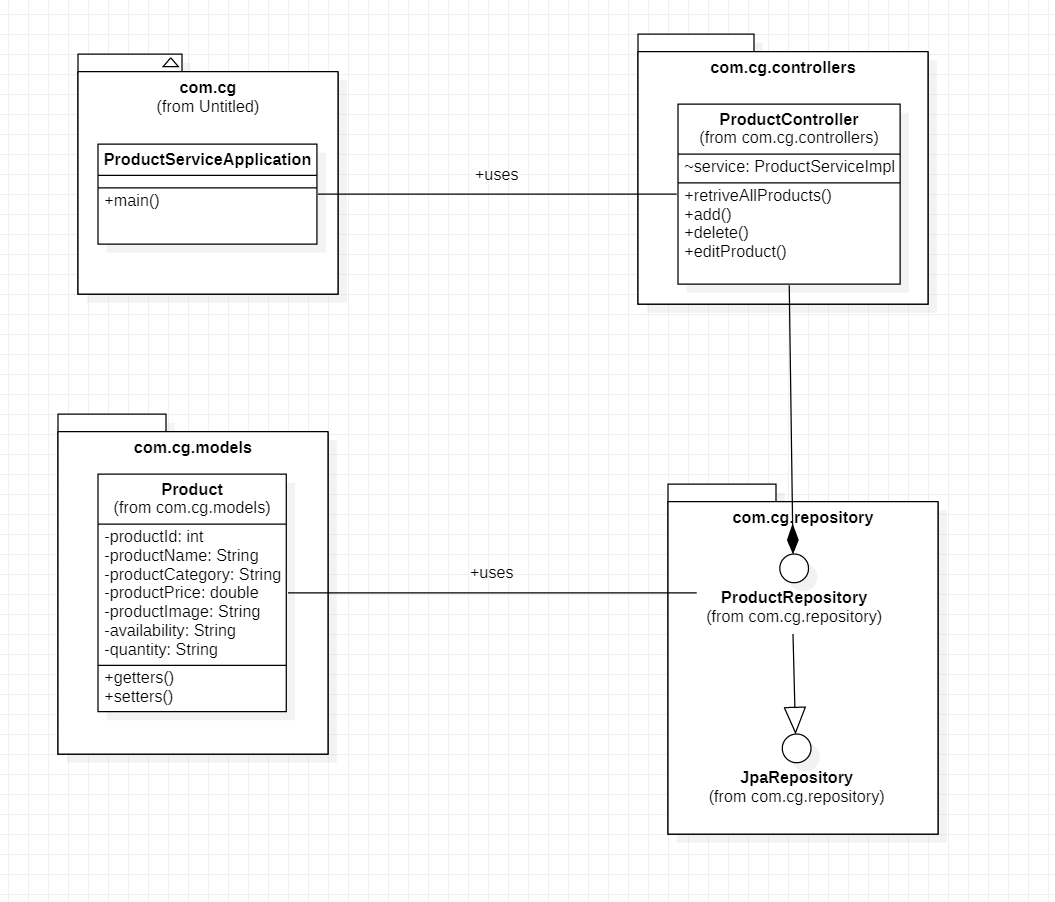 com.cg
(from Untitled)
ProductServiceApplication
+main()
+uses
com.cg.controllers
ProductController
(from com.cg.controllers)
~service: ProductServiceImpl
+retriveAllProducts()
+add()
+delete()
+editProduct()
com.cg.models
Product
(from com.cg.models)
-productId: int
-productName: String
-productCategory: String
-productPrice: double
-productImage: String
-availability: String
-quantity: String
+getters()
+setters()
+uses
com.cg.repository
ProductRepository
(from com.cg.repository)
JpaRepository
(from com.cg.repository)